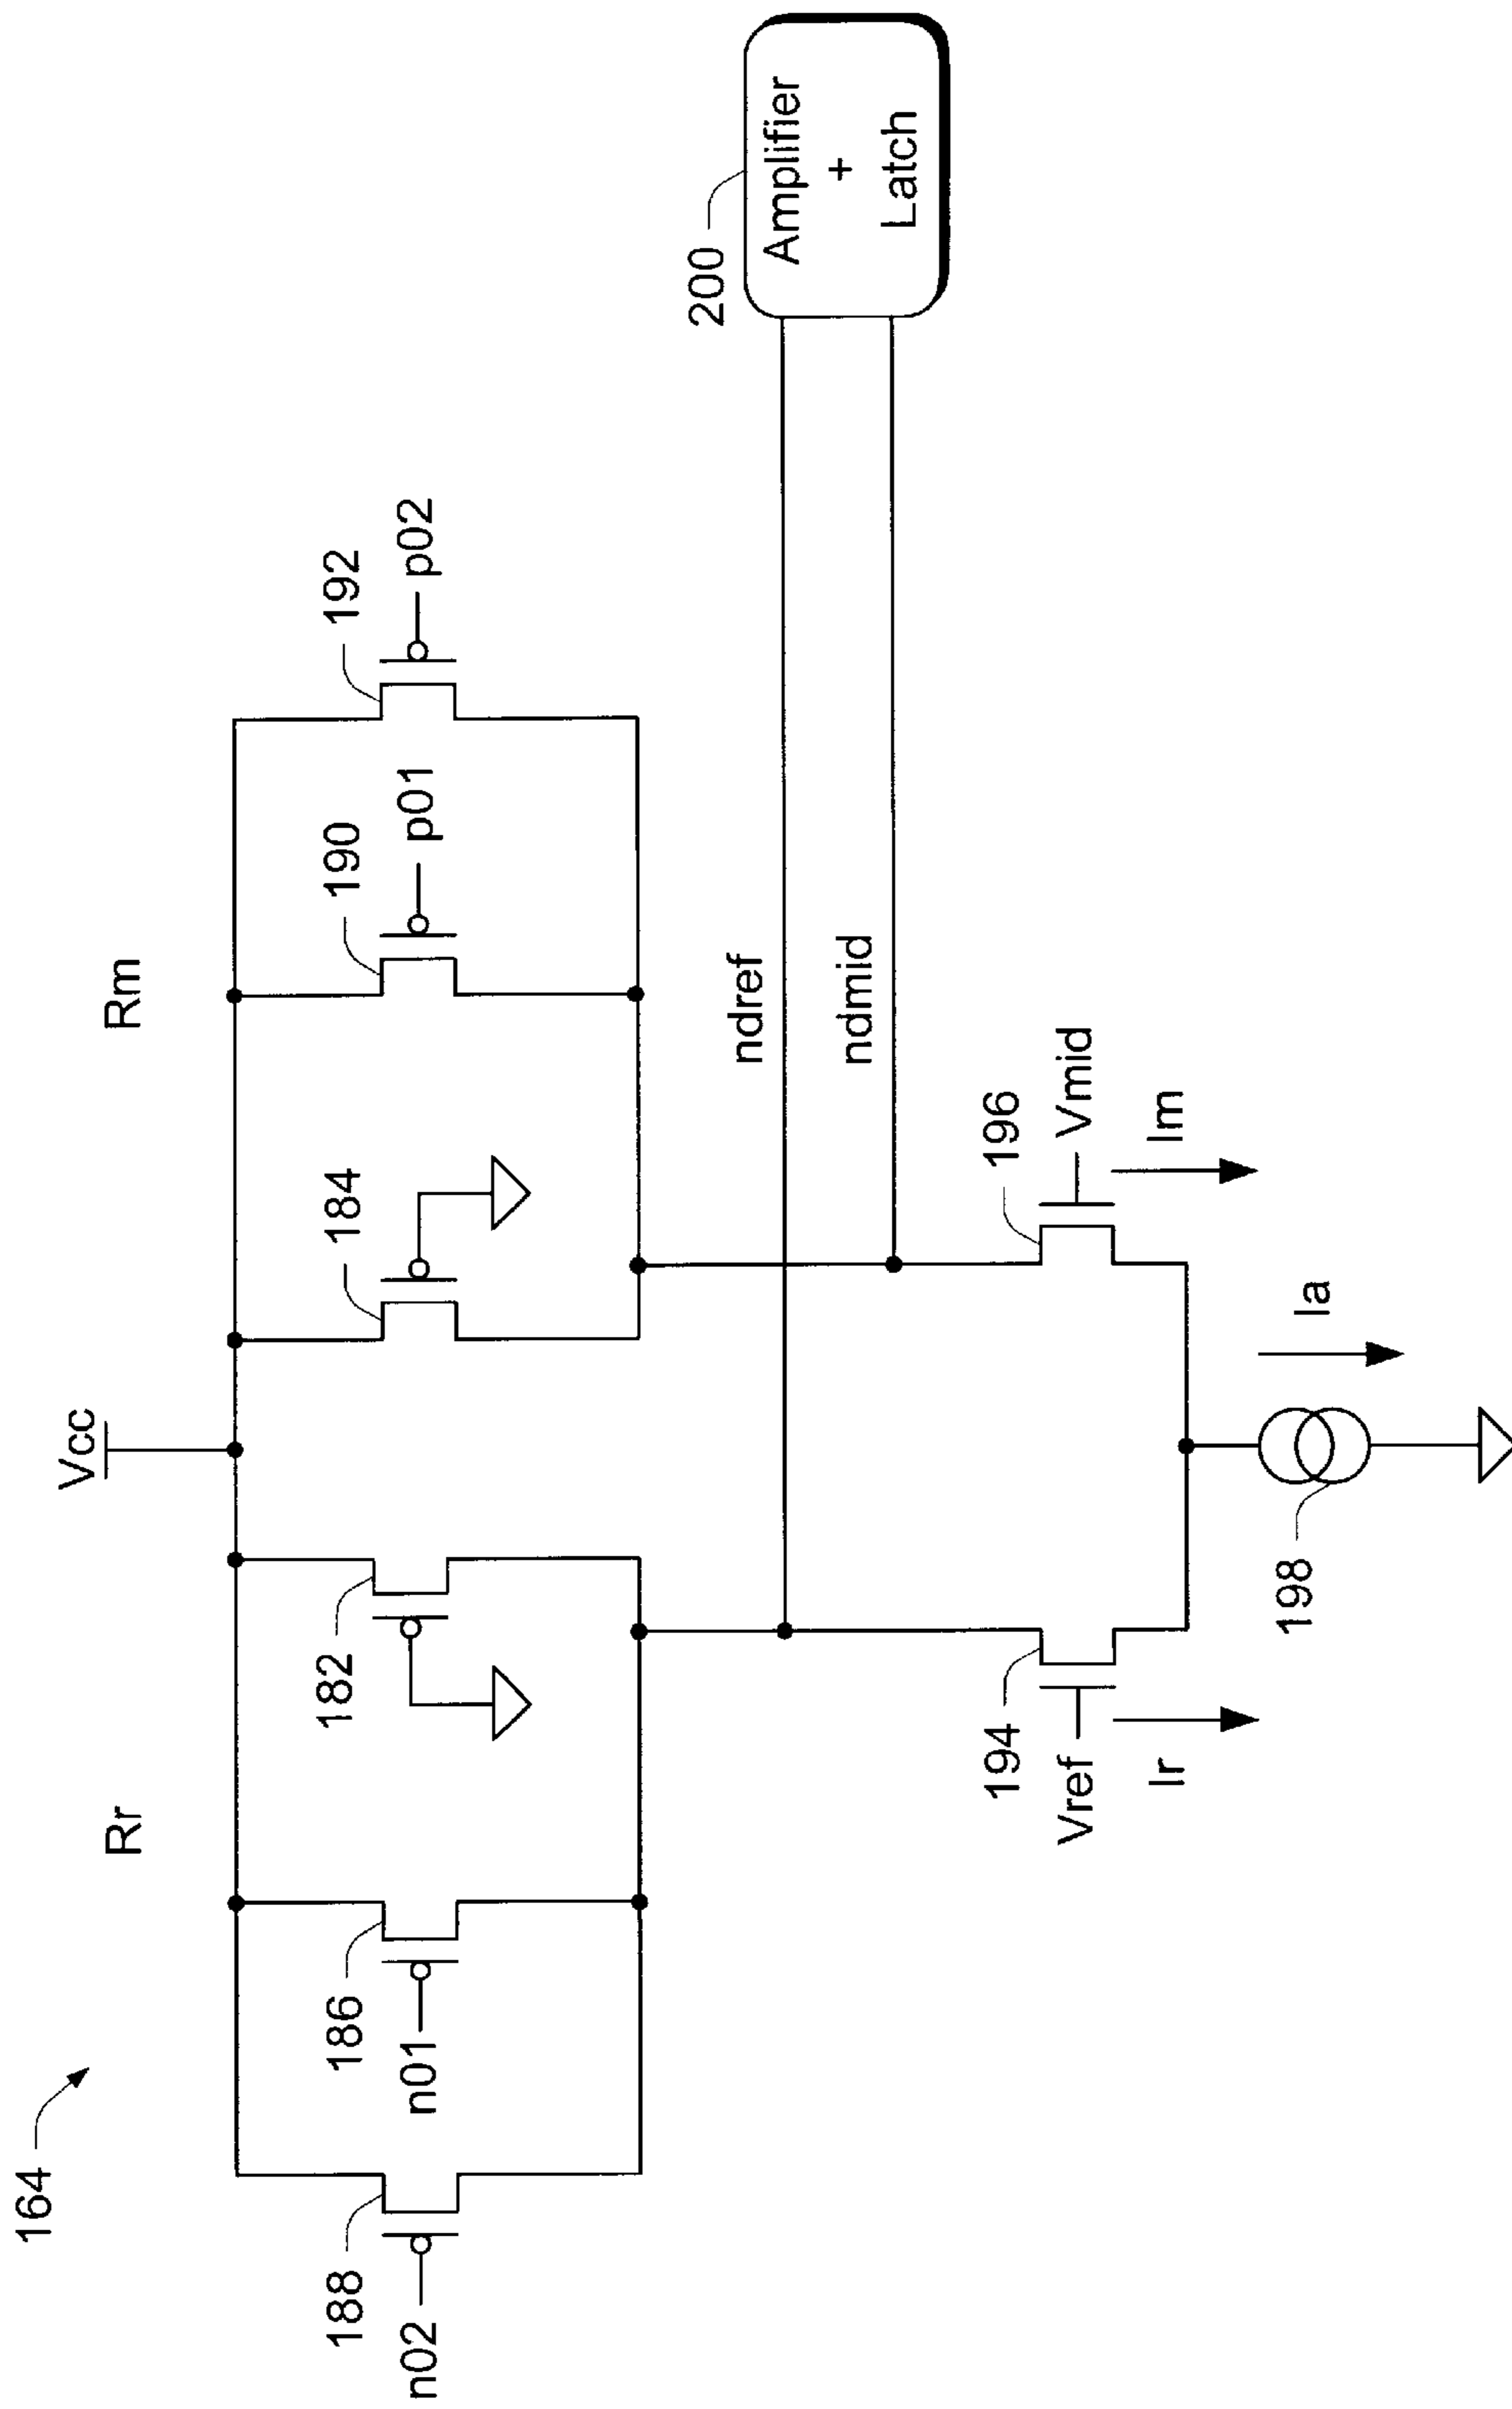 164
Vcc
Rr
Rm
188
n02
186
n01
182
184
190
p01
192
p02
ndref
ndmid
200
Amplifier
+
Latch
194
Vref
Ir
196
Vmid
Im
Ia
198